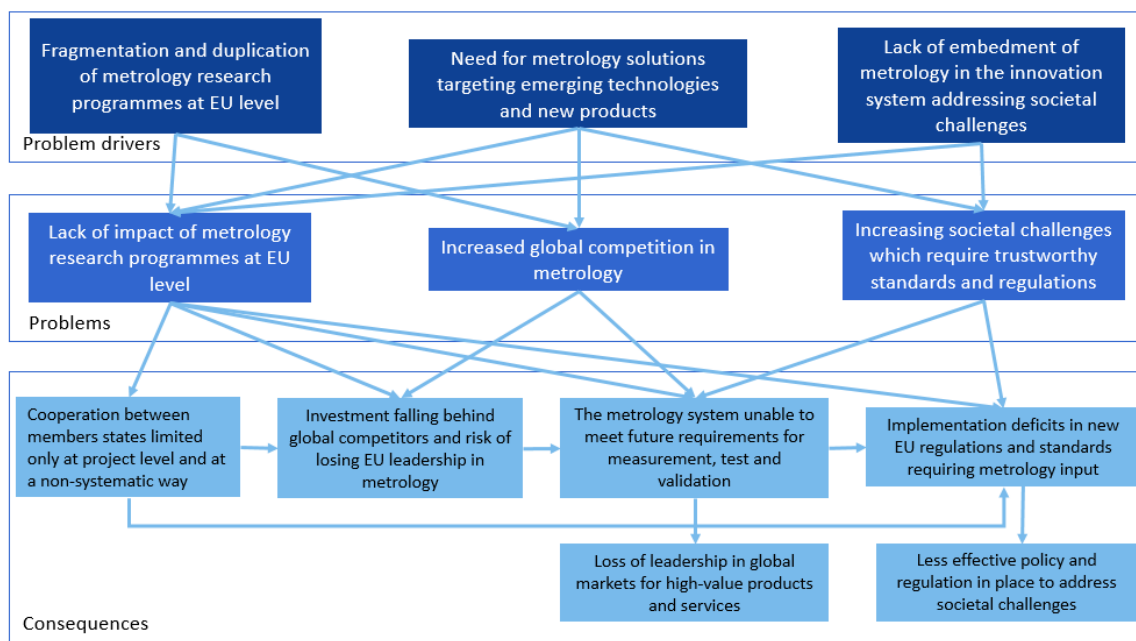 Fragmentation and duplication
of metrology research
programmes at EU level
Need for metrology solutions
targeting emerging technologies
and new products
Lack of embedment of
metrology in the innovation
system addressing societal
challenges
Problem drivers
Lack of impact of metrology
research programmes at EU
level
Increased global competition in
metrology
Increasing societal challenges
which require trustworthy
standards and regulations
Problems
Cooperation between
members states limited
only at project level and at
a non-systematic way
Investment falling behind
global competitors and risk of
losing EU leadership in
metrology
The metrology system unable to
meet future requirements for
measurement, test and
validation
Implementation deficits in new
EU regulations and standards
requiring metrology input
Loss of leadership in global
markets for high-value products
and services
Less effective policy and
regulation in place to address
societal challenges
Consequences